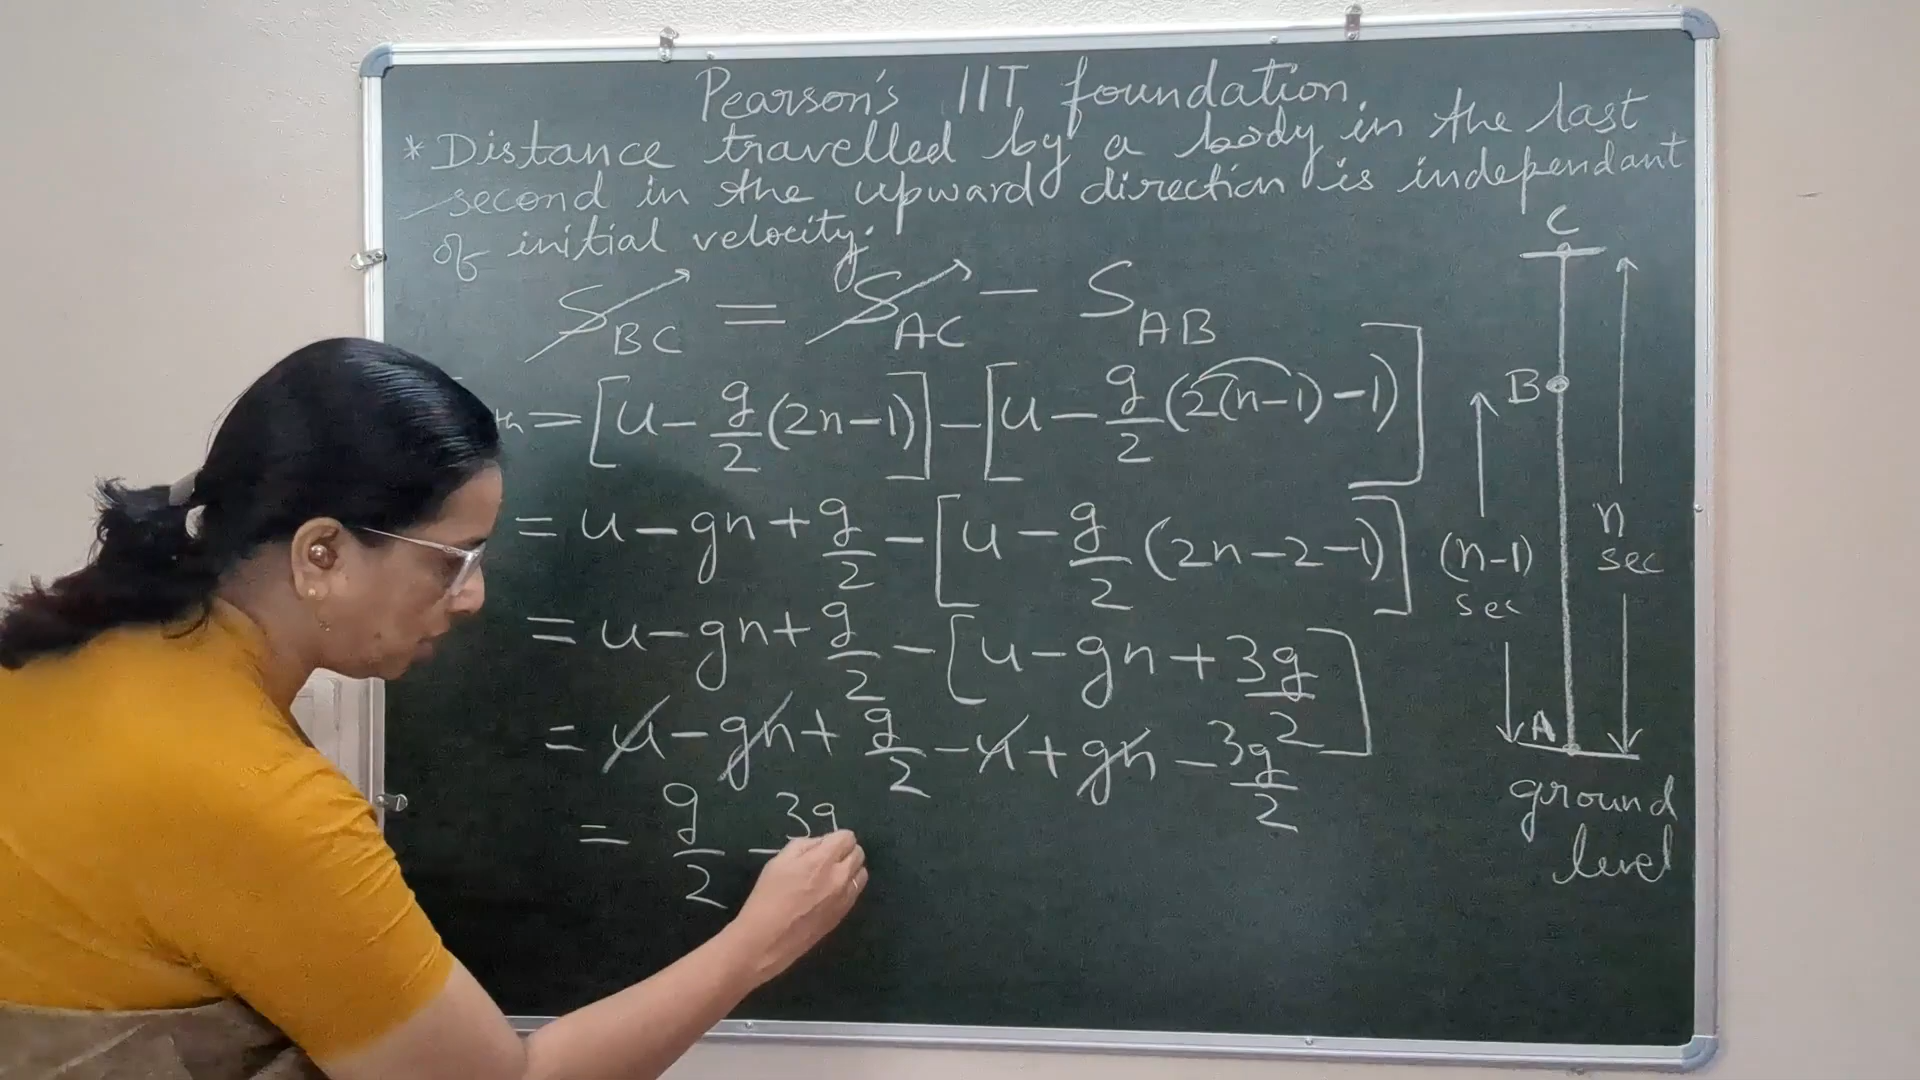 Pearson's IIT foundation.
* Distance travelled by a body in the last
second in the upward direction is independant
of initial velocity.
S_BC = S_AC − S_AB
= [u − g/2 (2n−1)] − [u − g/2 (2(n−1)−1)]
= u − gn + g/2 − [u − g/2 (2n−2−1)]
= u − gn + g/2 − [u − gn + 3g/2]
= u − gn + g/2 − u + gn − 3g/2
= g/2 − 3g
C
B
(n−1)
sec
n
sec
A
ground
level